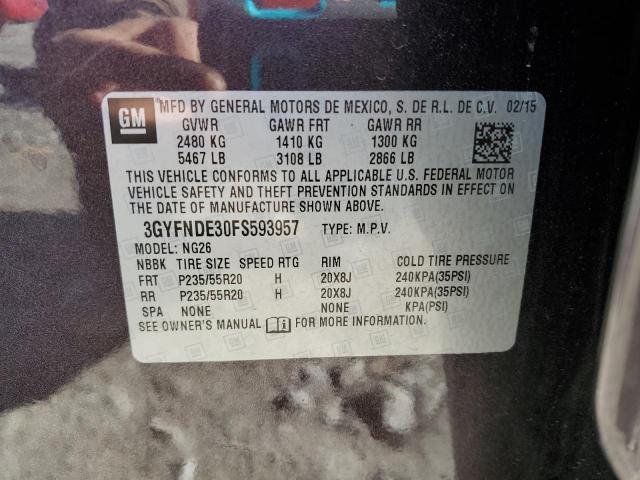 GM
MFD BY GENERAL MOTORS DE MEXICO, S. DE R.L. DE C.V. 02/15
GVWR GAWR FRT GAWR RR
2480 KG 1410 KG 1300 KG
5467 LB 3108 LB 2866 LB
THIS VEHICLE CONFORMS TO ALL APPLICABLE U.S. FEDERAL MOTOR
VEHICLE SAFETY AND THEFT PREVENTION STANDARDS IN EFFECT ON
THE DATE OF MANUFACTURE SHOWN ABOVE.
3GYFNDE30FS593957 TYPE: M.P.V.
MODEL: NG26
NBBK TIRE SIZE SPEED RTG RIM COLD TIRE PRESSURE
FRT P235/55R20 H 20X8J 240KPA(35PSI)
RR P235/55R20 H 20X8J 240KPA(35PSI)
SPA NONE NONE KPA(PSI)
SEE OWNER'S MANUAL FOR MORE INFORMATION.